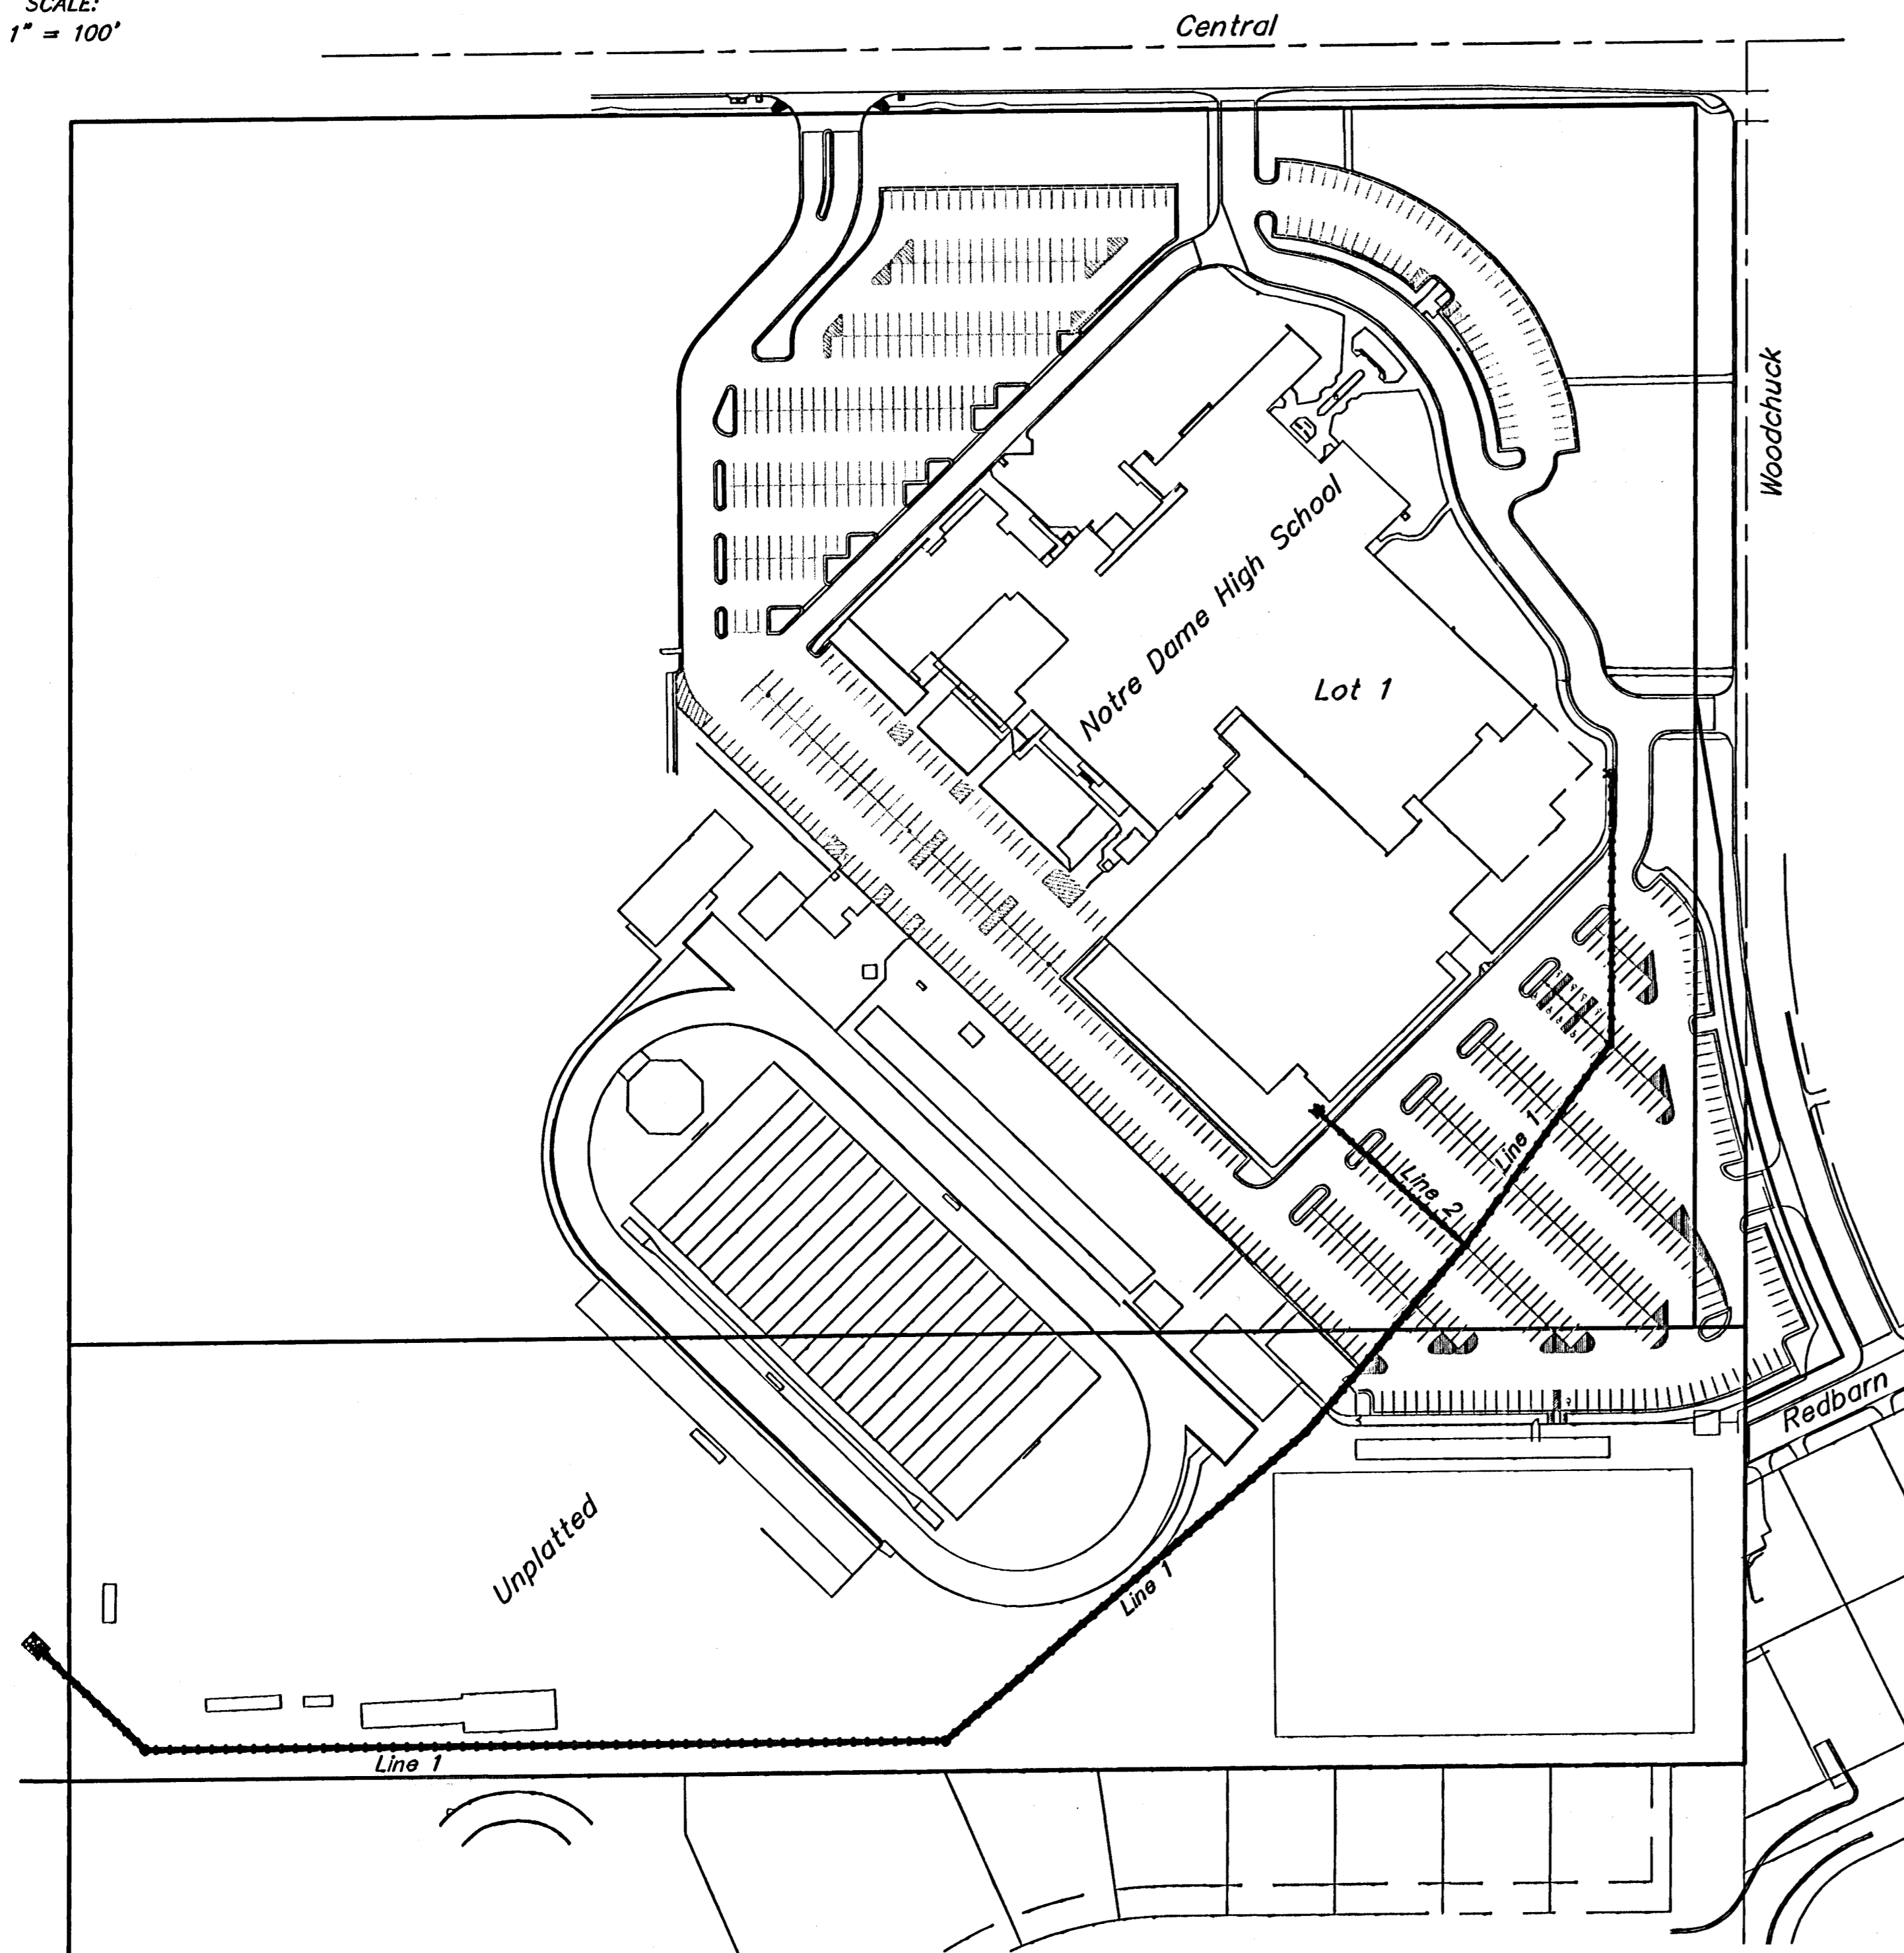 SCALE:
1" = 100'
Central
Woodchuck
Notre Dame High School
Lot 1
Line 1
Line 2
Redbarn
Unplatted
Line 1
Line 1